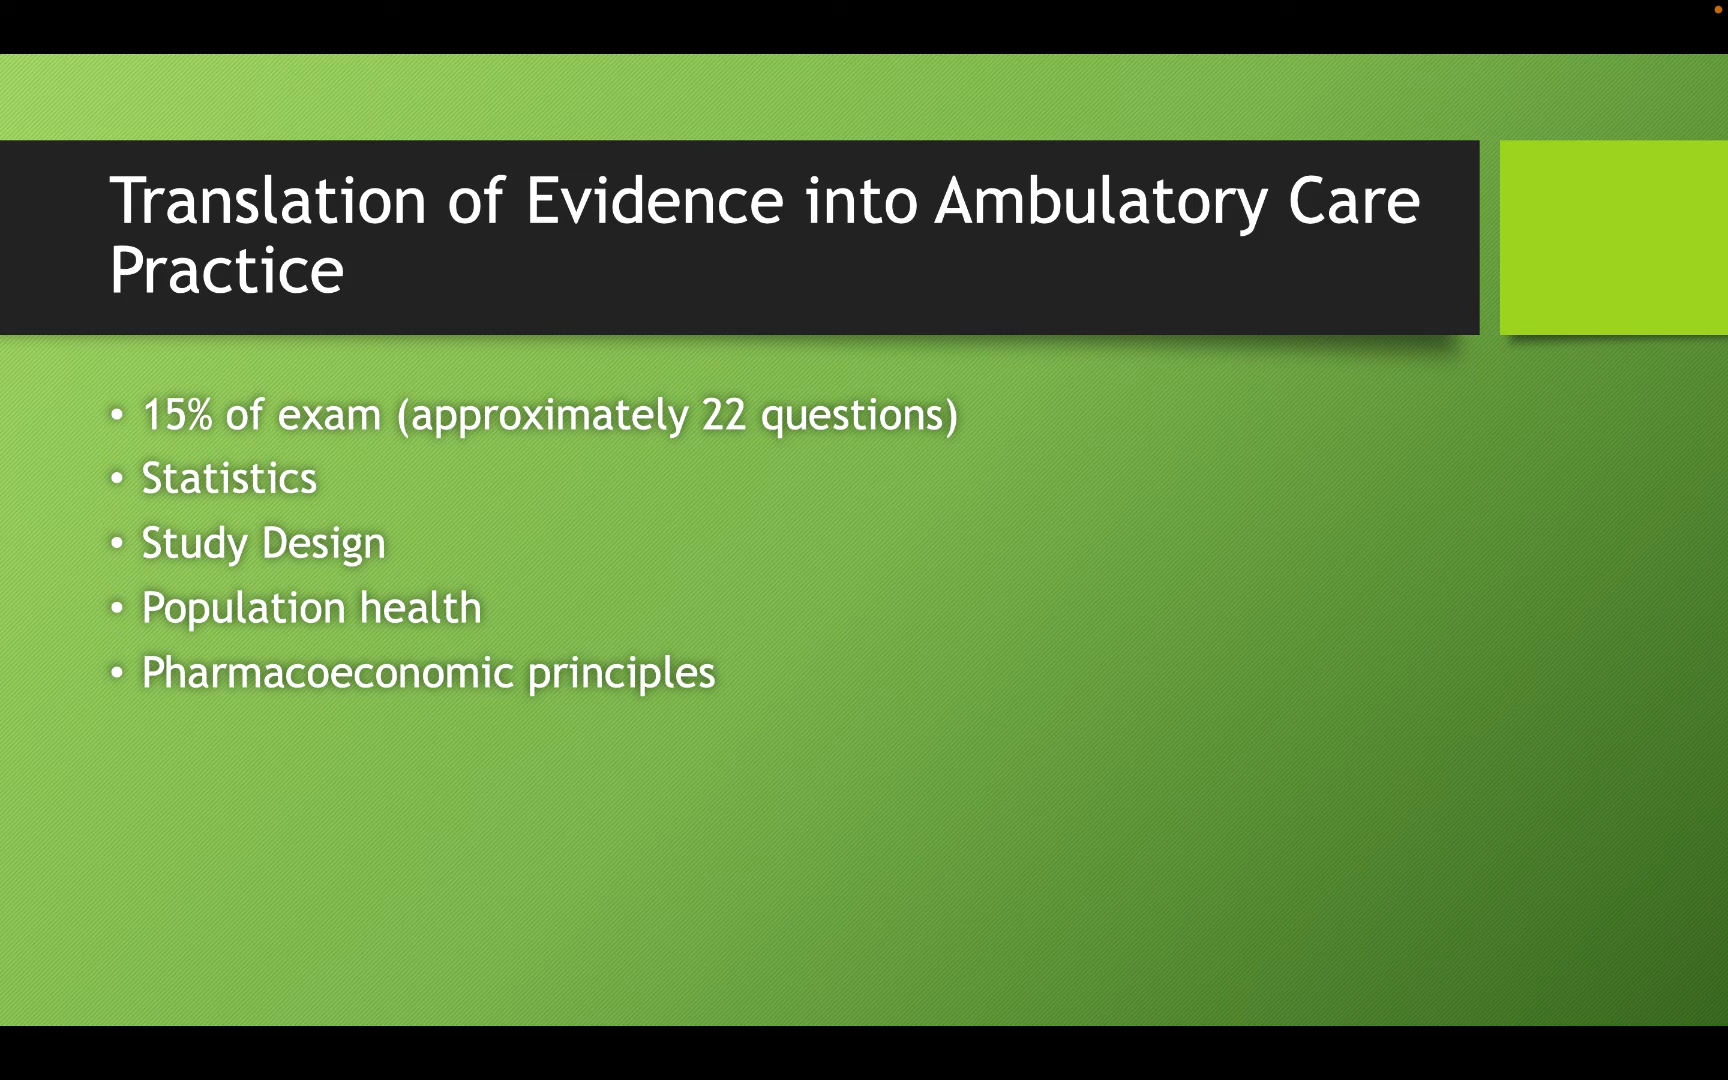 Translation of Evidence into Ambulatory Care
Practice
• 15% of exam (approximately 22 questions)
• Statistics
• Study Design
• Population health
• Pharmacoeconomic principles